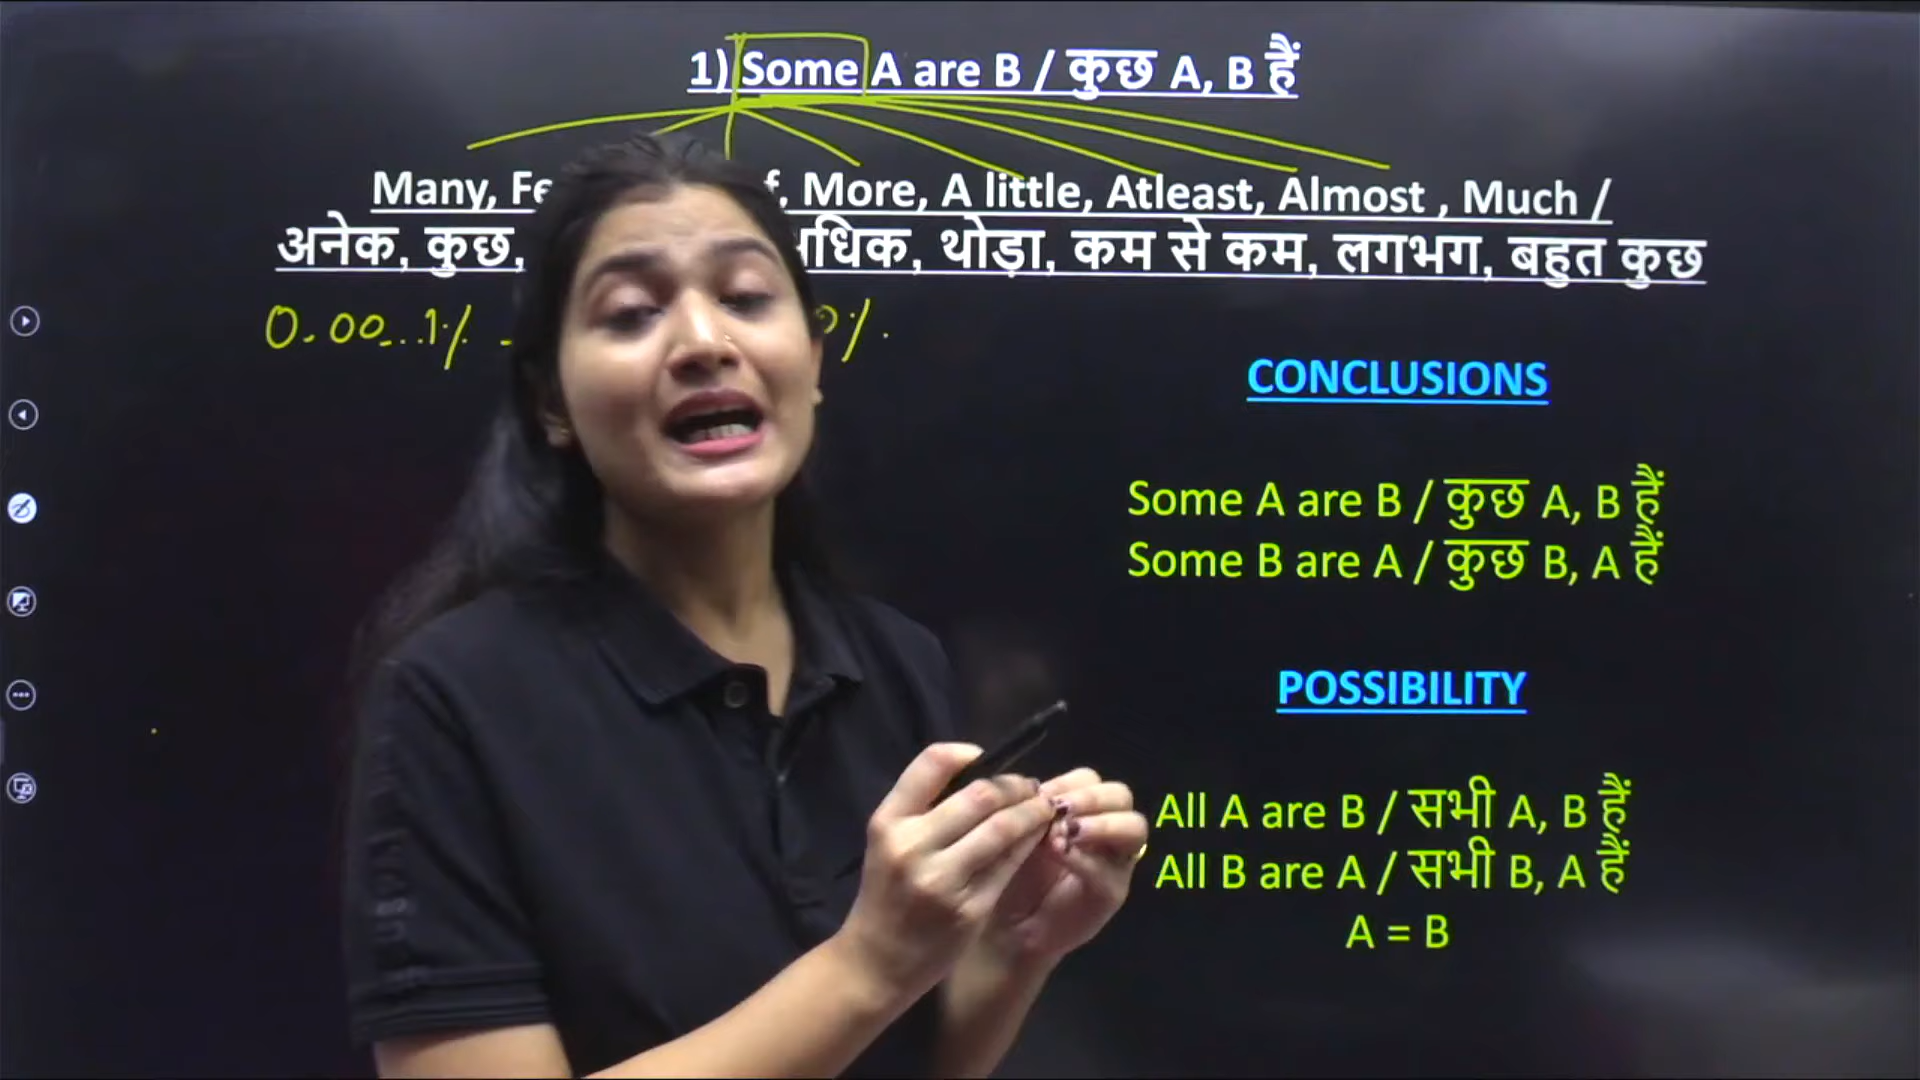 1) Some A are B / कुछ A, B हैं
Many, More, A little, Atleast, Almost , Much /
अनेक, कुछ, थोड़ा, कम से कम, लगभग, बहुत कुछ
0.00...1%
CONCLUSIONS
Some A are B / कुछ A, B हैं
Some B are A / कुछ B, A हैं
POSSIBILITY
All A are B / सभी A, B हैं
All B are A / सभी B, A हैं
A = B